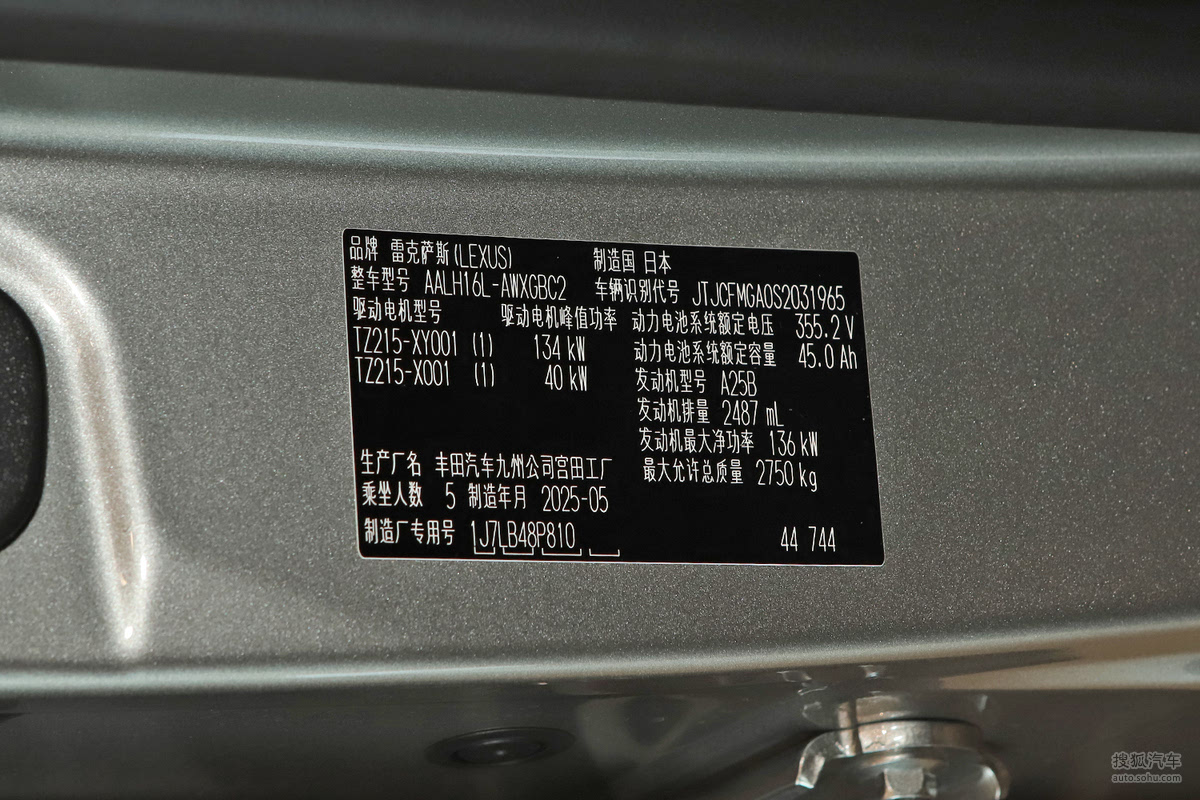 品牌 雷克萨斯(LEXUS) 制造国 日本
整车型号 AALH16L-AWXGBC2 车辆识别代号 JTJCFMGA0S2031965
驱动电机型号 驱动电机峰值功率 动力电池系统额定电压 355.2 V
TZ215-XY001 (1) 134 kW 动力电池系统额定容量 45.0 Ah
TZ215-X001 (1) 40 kW 发动机型号 A25B
发动机排量 2487 mL
发动机最大净功率 136 kW
生产厂名 丰田汽车九州公司宫田工厂 最大允许总质量 2750 kg
乘坐人数 5 制造年月 2025-05
制造厂专用号 1J7LB48P810 44 744
搜狐汽车
auto.sohu.com